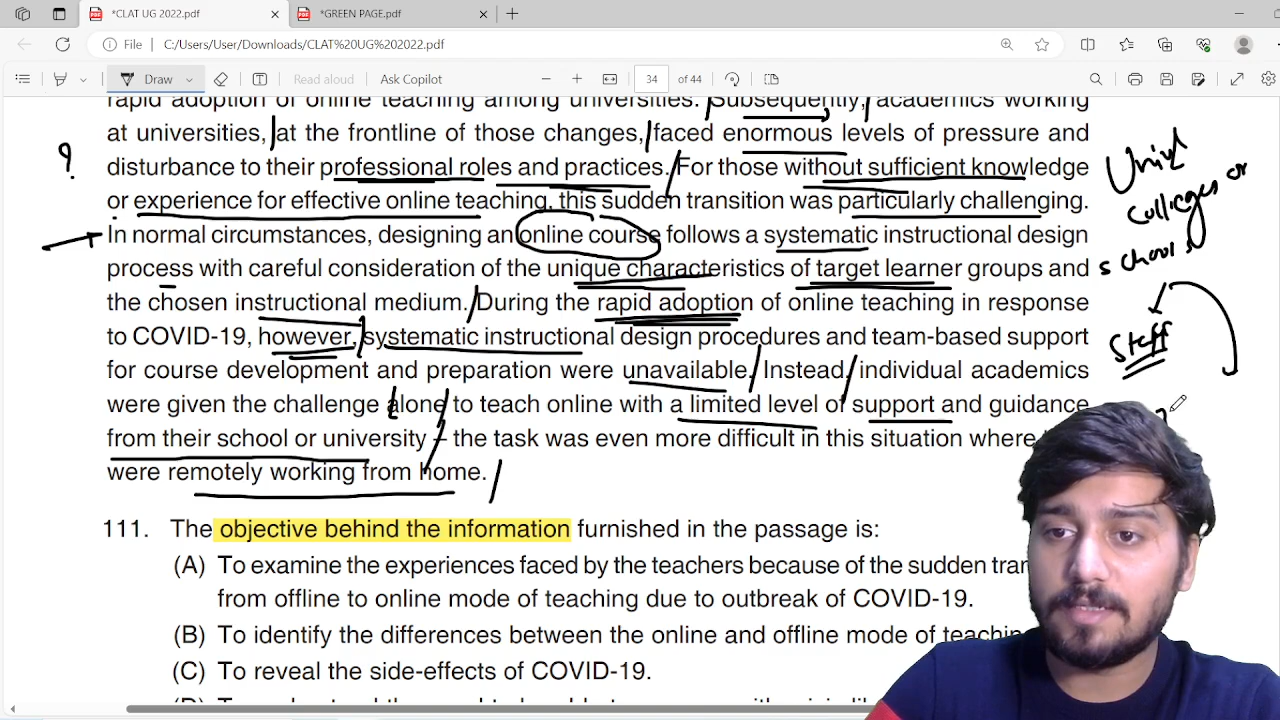 *CLAT UG 2022.pdf
*GREEN PAGE.pdf
File C:/Users/User/Downloads/CLAT%20UG%202022.pdf
Draw Read aloud Ask Copilot 34 of 44
rapid adoption of online teaching among universities. Subsequently, academics working
at universities, at the frontline of those changes, faced enormous levels of pressure and
disturbance to their professional roles and practices. For those without sufficient knowledge
or experience for effective online teaching, this sudden transition was particularly challenging.
In normal circumstances, designing an online course follows a systematic instructional design
process with careful consideration of the unique characteristics of target learner groups and
the chosen instructional medium. During the rapid adoption of online teaching in response
to COVID-19, however, systematic instructional design procedures and team-based support
for course development and preparation were unavailable. Instead, individual academics
were given the challenge alone to teach online with a limited level of support and guidance
from their school or university – the task was even more difficult in this situation where
were remotely working from home.
?
Univ
colleges or
schools
Staff
111. The objective behind the information furnished in the passage is:
(A) To examine the experiences faced by the teachers because of the sudden
from offline to online mode of teaching due to outbreak of COVID-19.
(B) To identify the differences between the online and offline mode of
(C) To reveal the side-effects of COVID-19.